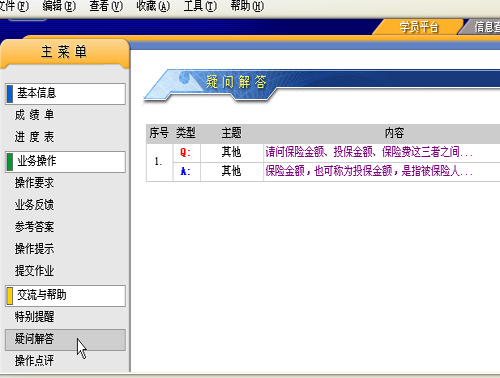 文件(F) 编辑(E) 查看(V) 收藏(A) 工具(T) 帮助(H)
学员平台 信息查
主菜单
疑问解答
基本信息
成绩单
进度表
业务操作
操作要求
业务反馈
参考答案
操作提示
提交作业
交流与帮助
特别提醒
疑问解答
操作点评
序号 类型 主题 内容
1. Q: 其他 请问保险金额、投保金额、保险费这三者之间...
A: 其他 保险金额，也可称为投保金额，是指被保险人...